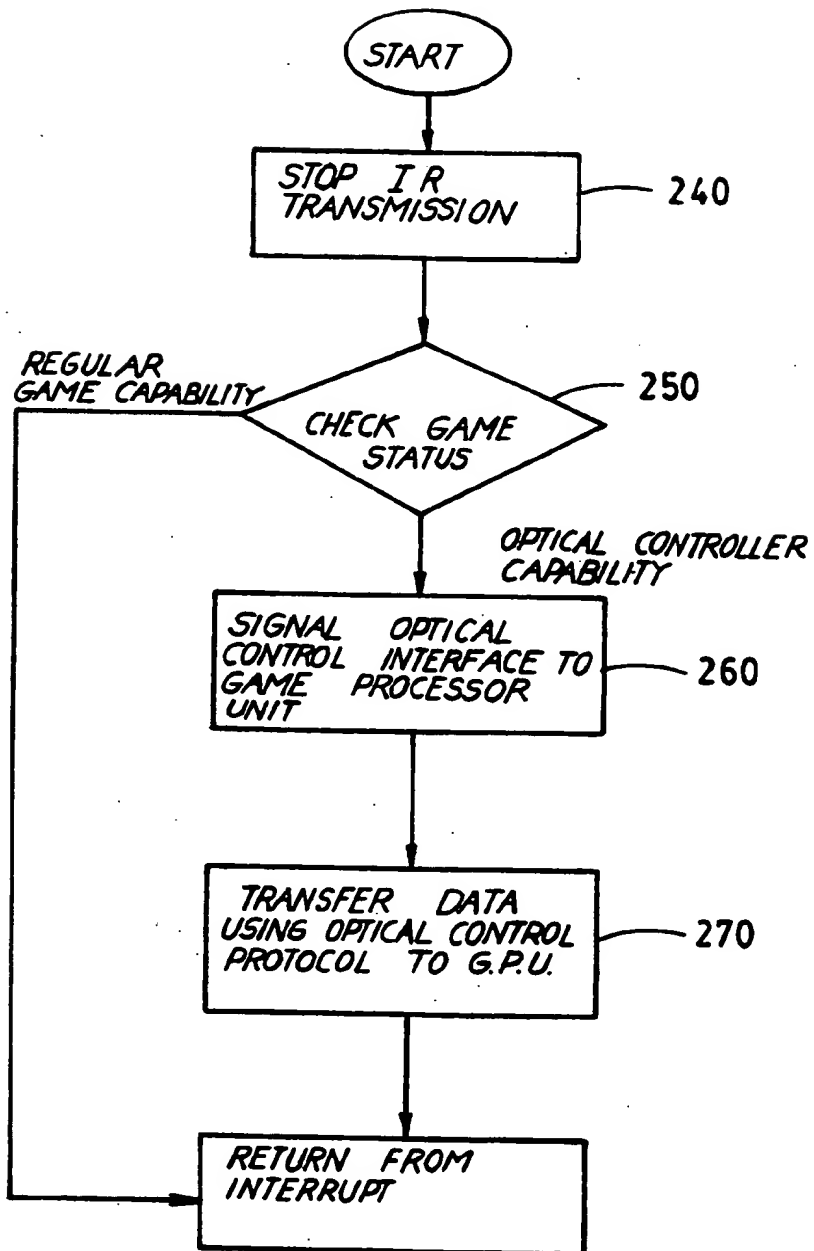 START
STOP IR
TRANSMISSION
240
REGULAR
GAME CAPABILITY
250
CHECK GAME
STATUS
OPTICAL CONTROLLER
CAPABILITY
SIGNAL OPTICAL
CONTROL INTERFACE TO
GAME PROCESSOR
UNIT
260
TRANSFER DATA
USING OPTICAL CONTROL
PROTOCOL TO G.P.U.
270
RETURN FROM
INTERRUPT